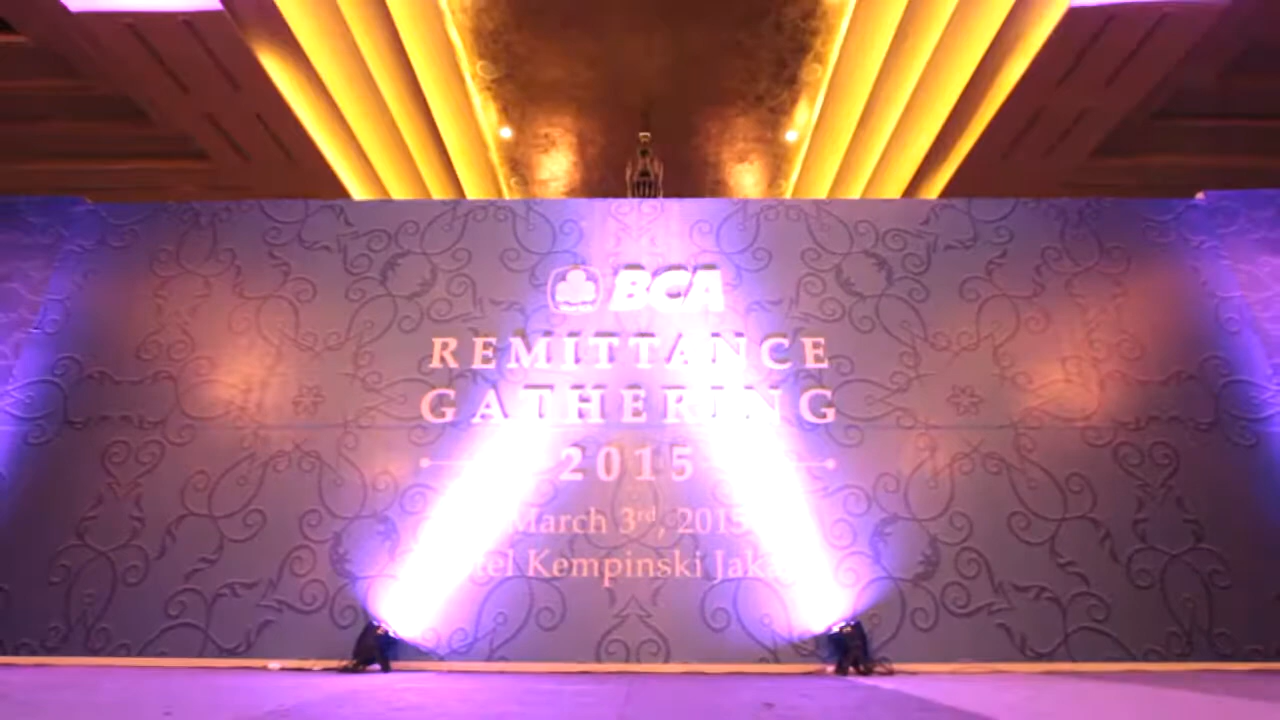 BCA
REMITTANCE
GATHERING
2015
March 3rd, 2015
Kempinski